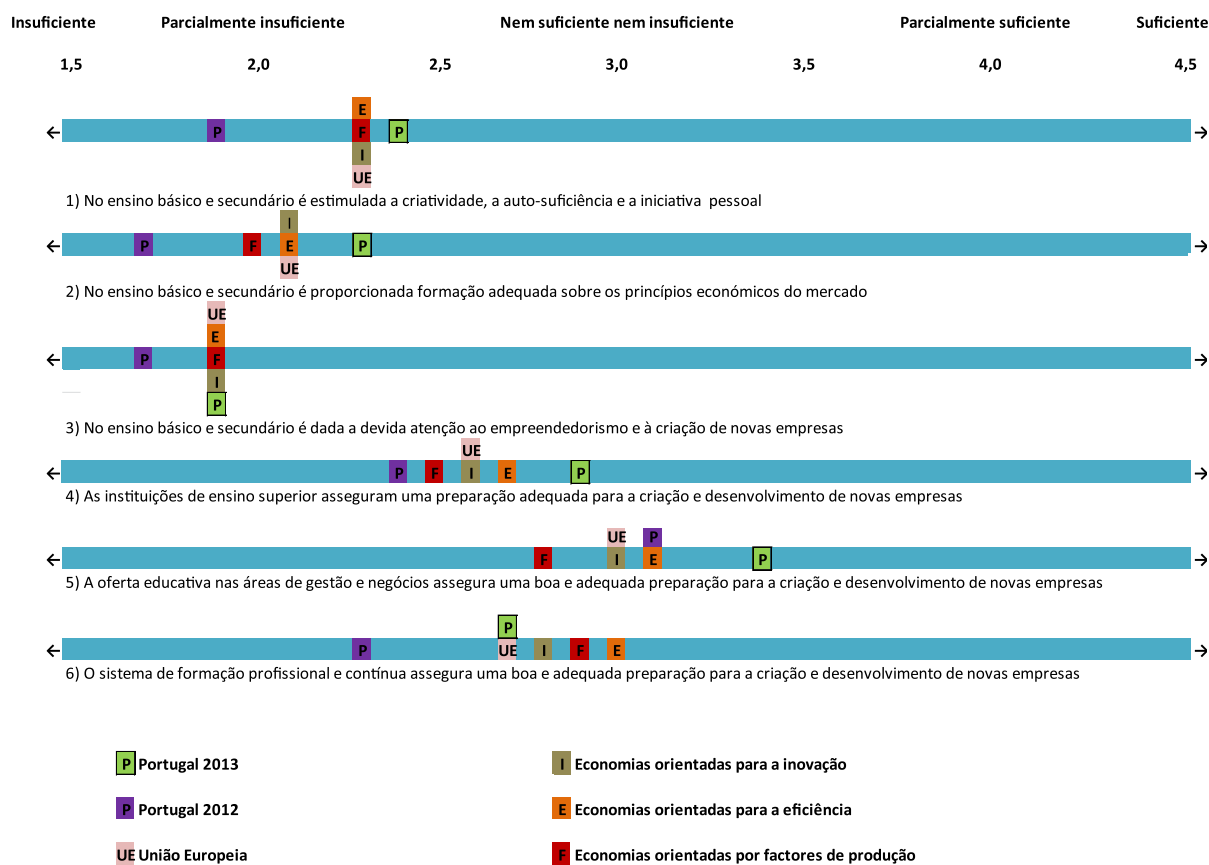 Insuficiente Parcialmente insuficiente Nem suficiente nem insuficiente Parcialmente suficiente Suficiente
1,5 2,0 2,5 3,0 3,5 4,0 4,5
E
P F P
I
UE
1) No ensino básico e secundário é estimulada a criatividade, a auto-suficiência e a iniciativa pessoal
I
P F E P
UE
2) No ensino básico e secundário é proporcionada formação adequada sobre os princípios económicos do mercado
UE
E
P F
I
P
3) No ensino básico e secundário é dada a devida atenção ao empreendedorismo e à criação de novas empresas
UE
P F I E P
4) As instituições de ensino superior asseguram uma preparação adequada para a criação e desenvolvimento de novas empresas
UE P
F I E P
5) A oferta educativa nas áreas de gestão e negócios assegura uma boa e adequada preparação para a criação e desenvolvimento de novas empresas
P
P UE I F E
6) O sistema de formação profissional e contínua assegura uma boa e adequada preparação para a criação e desenvolvimento de novas empresas
P Portugal 2013 I Economias orientadas para a inovação
P Portugal 2012 E Economias orientadas para a eficiência
UE União Europeia F Economias orientadas por factores de produção